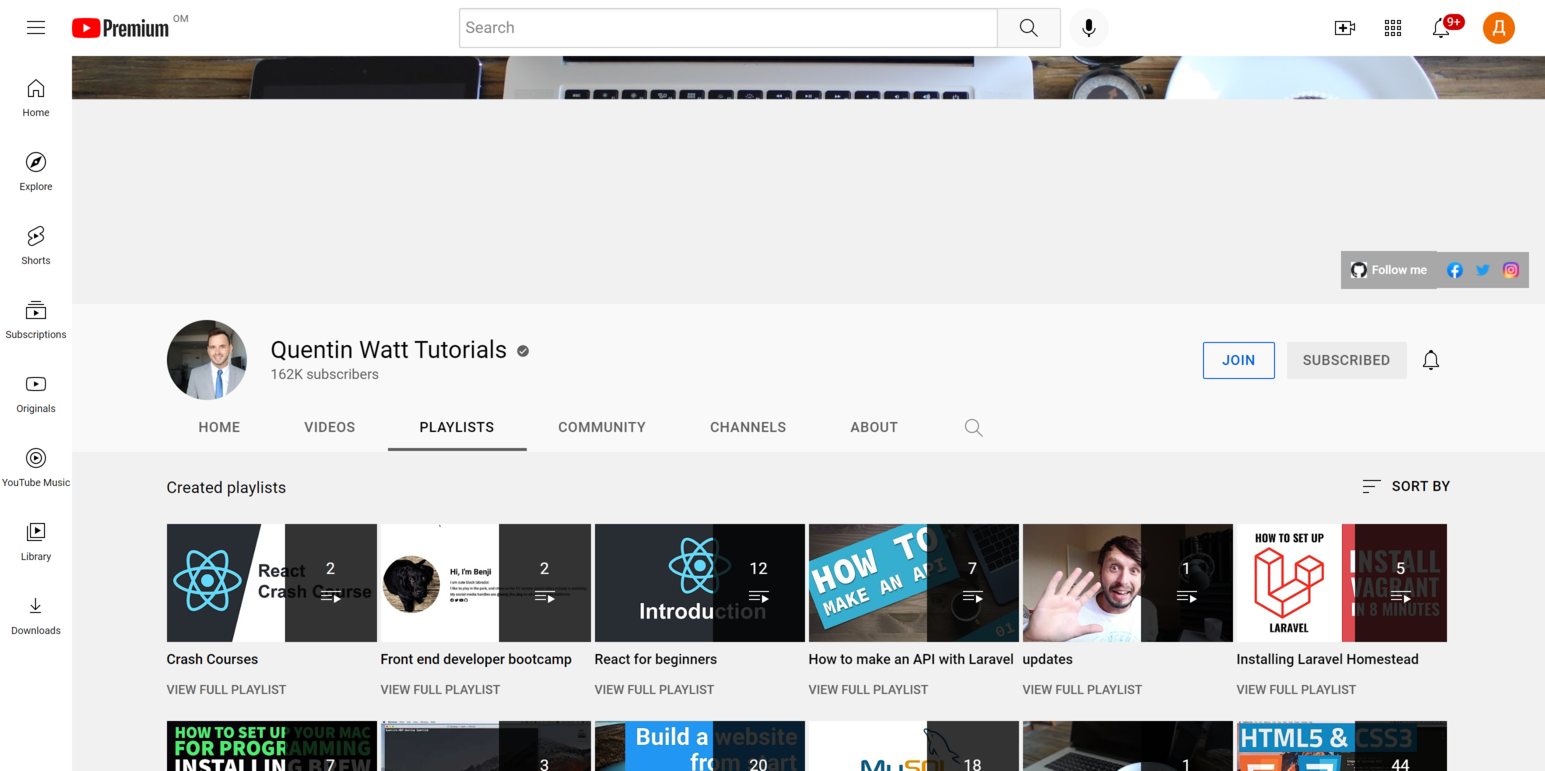 Premium OM
Search
9+
Д
Home
Explore
Shorts
Subscriptions
Originals
YouTube Music
Library
Downloads
Follow me
Quentin Watt Tutorials
162K subscribers
JOIN
SUBSCRIBED
HOME VIDEOS PLAYLISTS COMMUNITY CHANNELS ABOUT
Created playlists
SORT BY
React
Crash Course
2
Crash Courses
VIEW FULL PLAYLIST
Hi, I'm Benji
2
Front end developer bootcamp
VIEW FULL PLAYLIST
Introduction
12
React for beginners
VIEW FULL PLAYLIST
HOW TO
MAKE AN API
01
7
How to make an API with Laravel
VIEW FULL PLAYLIST
1
updates
VIEW FULL PLAYLIST
HOW TO SET UP
LARAVEL
INSTALL
VAGRANT
IN 8 MINUTES
5
Installing Laravel Homestead
VIEW FULL PLAYLIST
HOW TO SET UP YOUR MAC
FOR PROGRAMMING
INSTALLING BREW
7
3
Build a website
from start
20
MySQL
18
1
HTML5 & CSS3
44